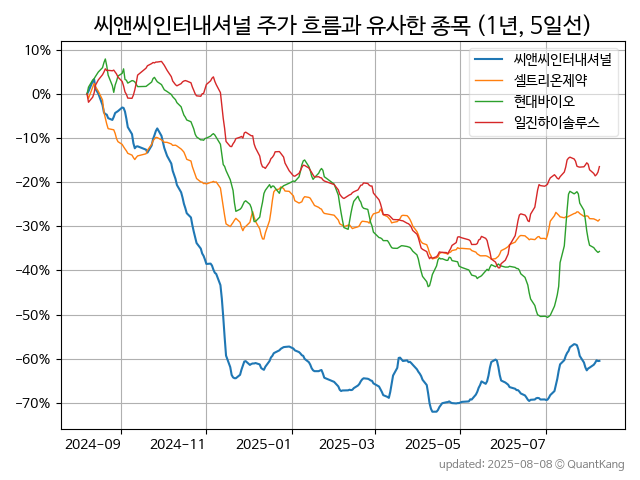 씨앤씨인터내셔널 주가 흐름과 유사한 종목 (1년, 5일선)
10%
0%
−10%
−20%
−30%
−40%
−50%
−60%
−70%
씨앤씨인터내셔널
셀트리온제약
현대바이오
일진하이솔루스
2024-09
2024-11
2025-01
2025-03
2025-05
2025-07
updated: 2025-08-08 © QuantKang